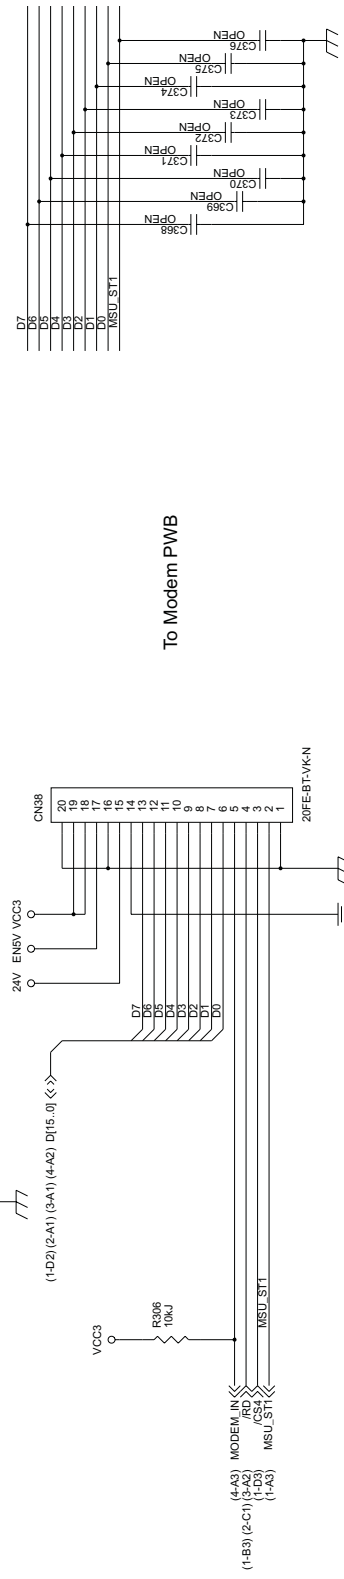 OPEN
C376
OPEN
C375
OPEN
C374
OPEN
C373
OPEN
C372
OPEN
C371
OPEN
C370
OPEN
C369
OPEN
C368
D7
D6
D5
D4
D3
D2
D1
D0
MSU_ST1
To Modem PWB
CN38
20
19
18
17
16
15
14
13
12
11
10
9
8
7
6
5
4
3
2
1
20FE-BT-VK-N
24V
EN5V
VCC3
D7
D6
D5
D4
D3
D2
D1
D0
(1-D2) (2-A1) (3-A1) (4-A2) D[15..0]
VCC3
R306
10kJ
MSU_ST1
(4-A3) MODEM_IN
(1-B3) (2-C1) (3-A2) /RD
(1-D3) /CS4
(1-A3) MSU_ST1